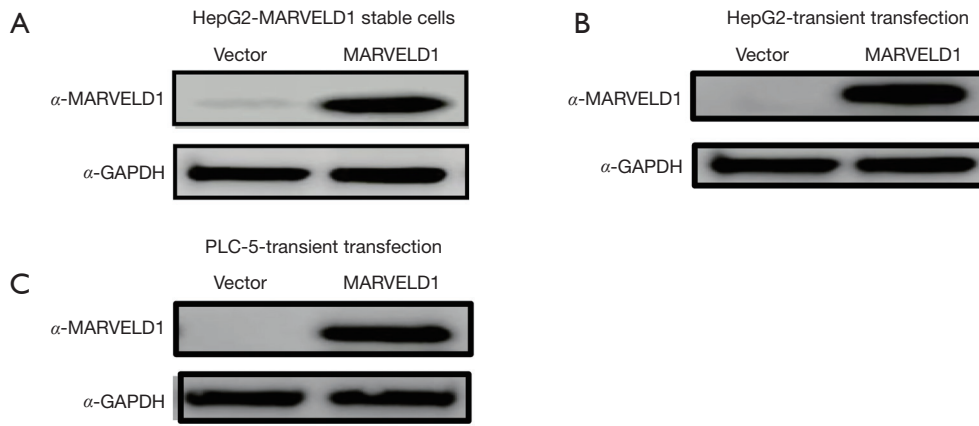 A
HepG2-MARVELD1 stable cells
Vector MARVELD1
α-MARVELD1
α-GAPDH
B
HepG2-transient transfection
Vector MARVELD1
α-MARVELD1
α-GAPDH
C
PLC-5-transient transfection
Vector MARVELD1
α-MARVELD1
α-GAPDH